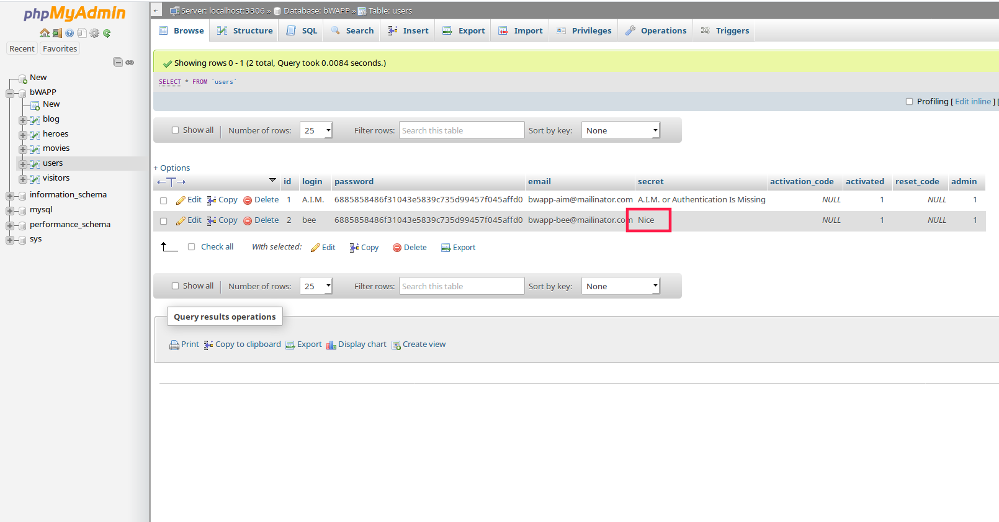 phpMyAdmin
Recent Favorites
New
bWAPP
New
blog
heroes
movies
users
visitors
information_schema
mysql
performance_schema
sys
Server: localhost:3306 » Database: bWAPP » Table: users
Browse Structure SQL Search Insert Export Import Privileges Operations Triggers
Showing rows 0 - 1 (2 total, Query took 0.0084 seconds.)
SELECT * FROM `users`
Profiling [ Edit inline ] [
Show all Number of rows: 25 Filter rows: Search this table Sort by key: None
+ Options
←T→ id login password email secret activation_code activated reset_code admin
Edit Copy Delete 1 A.I.M. 6885858486f31043e5839c735d99457f045affd0 bwapp-aim@mailinator.com A.I.M. or Authentication Is Missing NULL 1 NULL 1
Edit Copy Delete 2 bee 6885858486f31043e5839c735d99457f045affd0 bwapp-bee@mailinator.com Nice NULL 1 NULL 1
Check all With selected: Edit Copy Delete Export
Show all Number of rows: 25 Filter rows: Search this table Sort by key: None
Query results operations
Print Copy to clipboard Export Display chart Create view